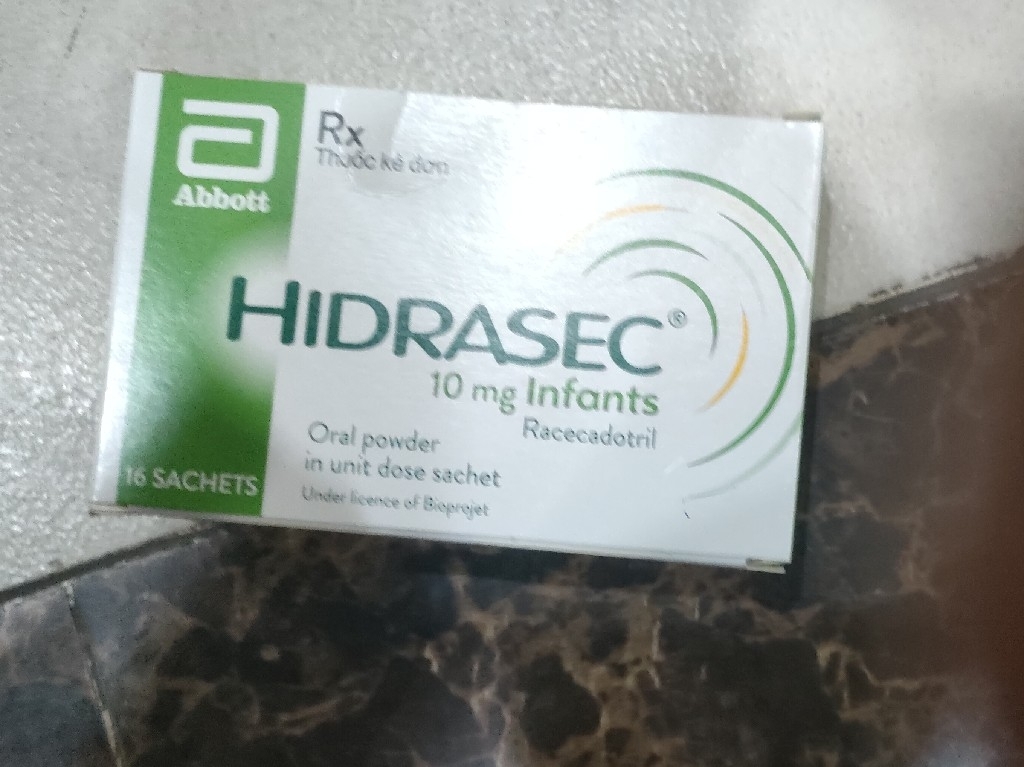 Abbott
Rx
Thuốc kê đơn
HIDRASEC®
10 mg Infants
Racecadotril
Oral powder
in unit dose sachet
Under licence of Bioprojet
16 SACHETS